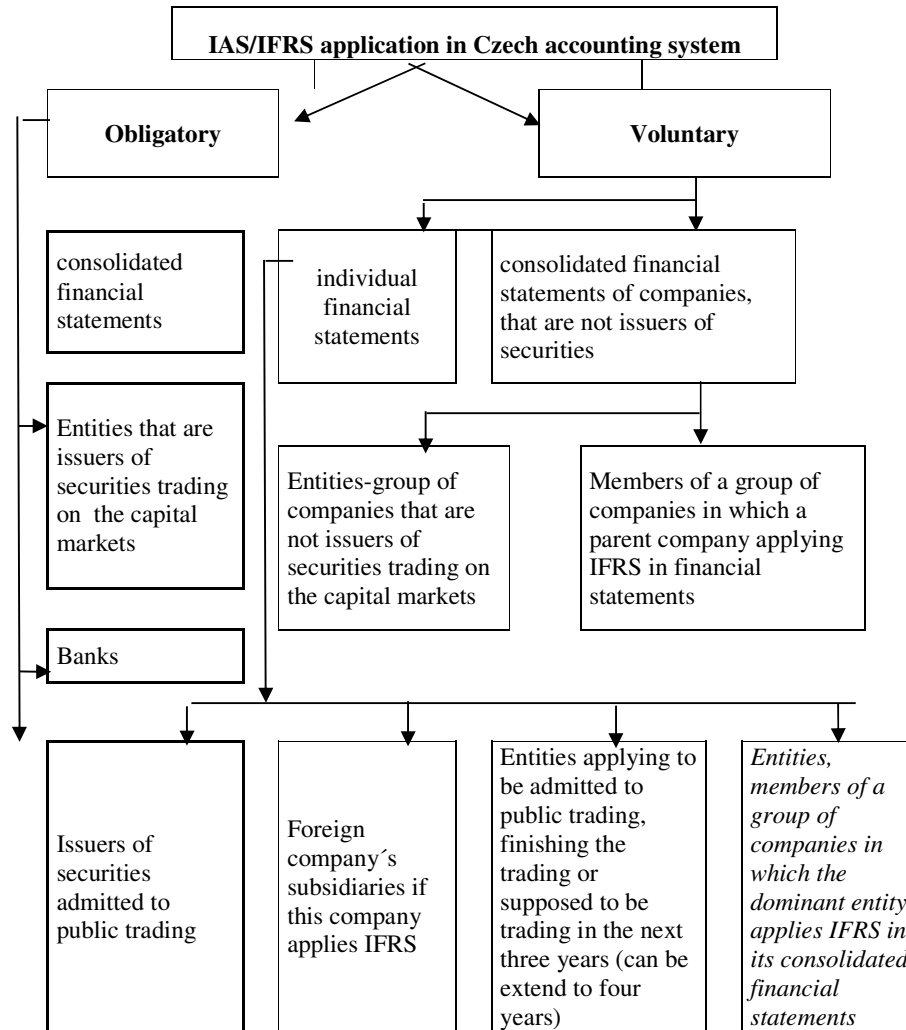 IAS/IFRS application in Czech accounting system
Obligatory
Voluntary
consolidated
financial
statements
individual
financial
statements
consolidated financial
statements of companies,
that are not issuers of
securities
Entities that are
issuers of
securities trading
on the capital
markets
Entities-group of
companies that are
not issuers of
securities trading on
the capital markets
Members of a group of
companies in which a
parent company applying
IFRS in financial
statements
Banks
Issuers of
securities
admitted to
public trading
Foreign
company´s
subsidiaries if
this company
applies IFRS
Entities applying to
be admitted to
public trading,
finishing the
trading or
supposed to be
trading in the next
three years (can be
extend to four
years)
Entities,
members of a
group of
companies in
which the
dominant entity
applies IFRS in
its consolidated
financial
statements